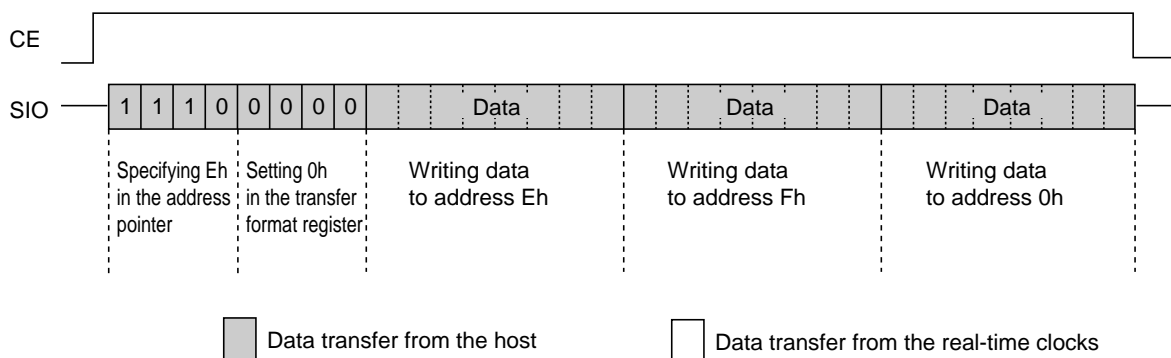 CE
SIO 1 1 1 0 0 0 0 0 Data Data Data
Specifying Eh
in the address
pointer
Setting 0h
in the transfer
format register
Writing data
to address Eh
Writing data
to address Fh
Writing data
to address 0h
Data transfer from the host
Data transfer from the real-time clocks